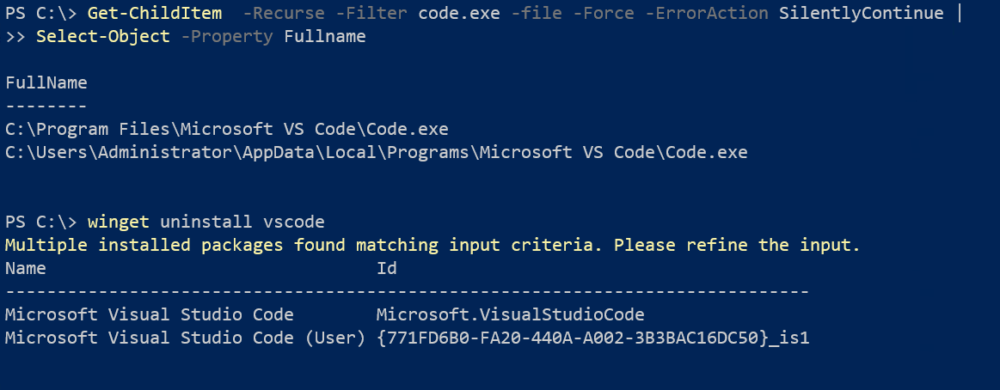 PS C:\> Get-ChildItem  -Recurse -Filter code.exe -file -Force -ErrorAction SilentlyContinue |
>> Select-Object -Property Fullname
FullName
--------
C:\Program Files\Microsoft VS Code\Code.exe
C:\Users\Administrator\AppData\Local\Programs\Microsoft VS Code\Code.exe
PS C:\> winget uninstall vscode
Multiple installed packages found matching input criteria. Please refine the input.
Name                                Id
------------------------------------------------------------------------------
Microsoft Visual Studio Code        Microsoft.VisualStudioCode
Microsoft Visual Studio Code (User) {771FD6B0-FA20-440A-A002-3B3BAC16DC50}_is1